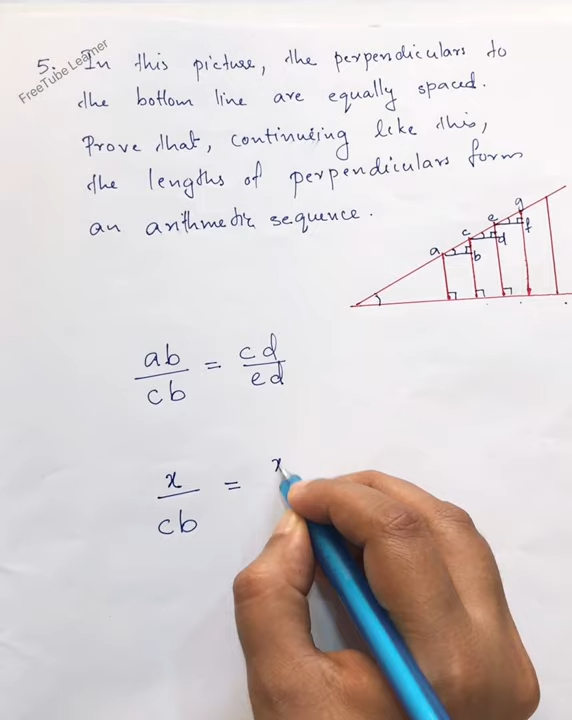 FreeTube Learner
5. In this picture, the perpendiculars to
the bottom line are equally spaced.
Prove that, continuing like this,
the lengths of perpendiculars form
an arithmetic sequence.
a b c d e f g
ab/cb = cd/ed
x/cb = x